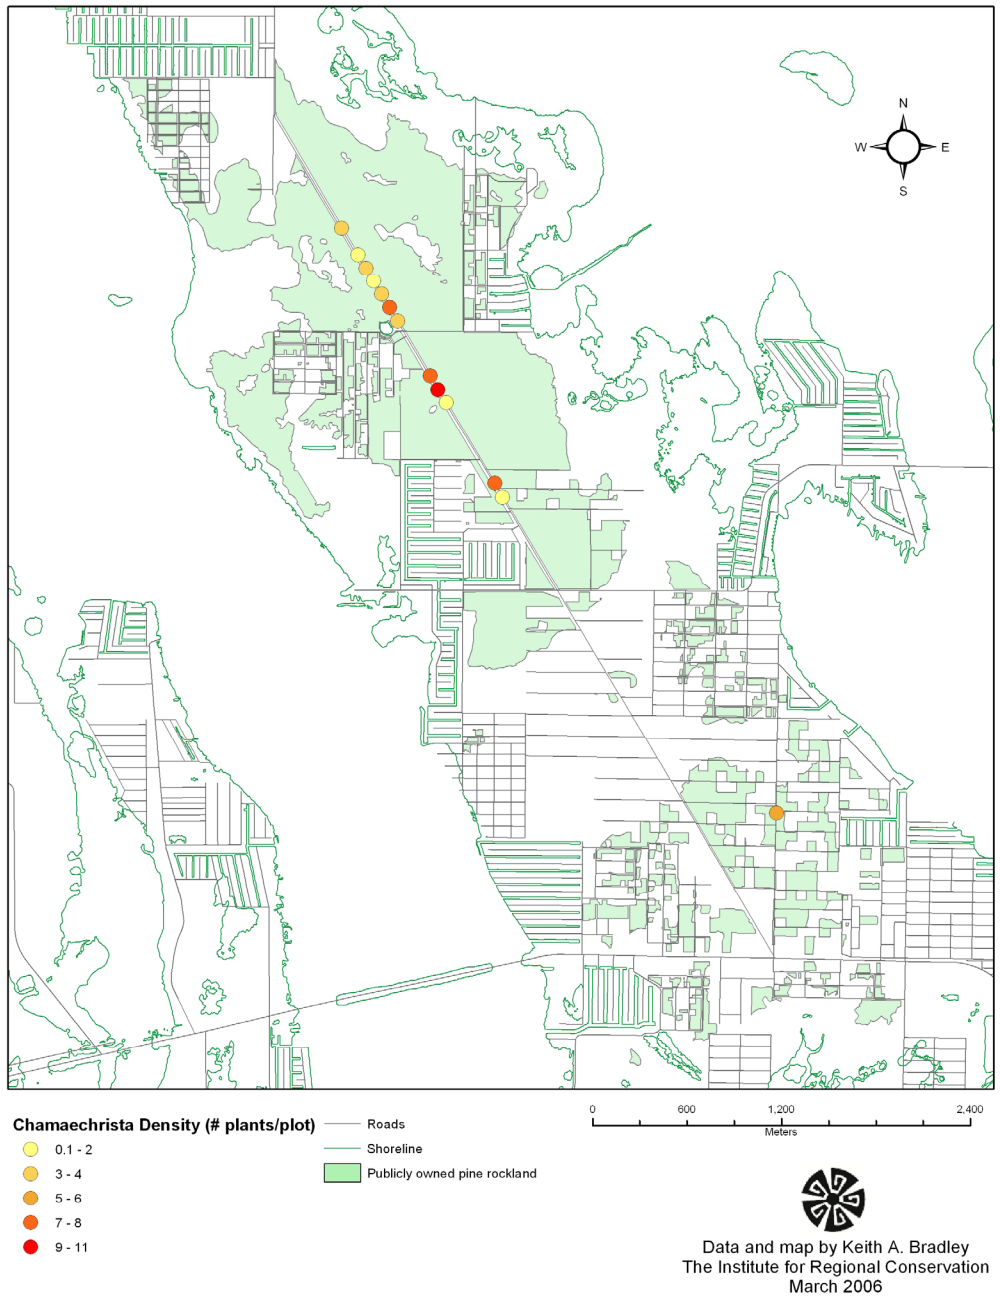 N
W E
S
Chamaechrista Density (# plants/plot)
0.1 - 2
3 - 4
5 - 6
7 - 8
9 - 11
Roads
Shoreline
Publicly owned pine rockland
0 600 1,200 2,400
Meters
Data and map by Keith A. Bradley
The Institute for Regional Conservation
March 2006